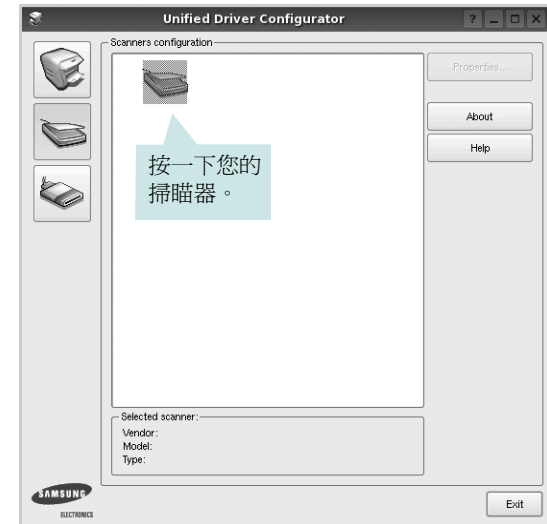 Unified Driver Configurator
Scanners configuration
Properties...
About
Help
按一下您的
掃瞄器。
Selected scanner:
Vendor:
Model:
Type:
SAMSUNG
ELECTRONICS
Exit